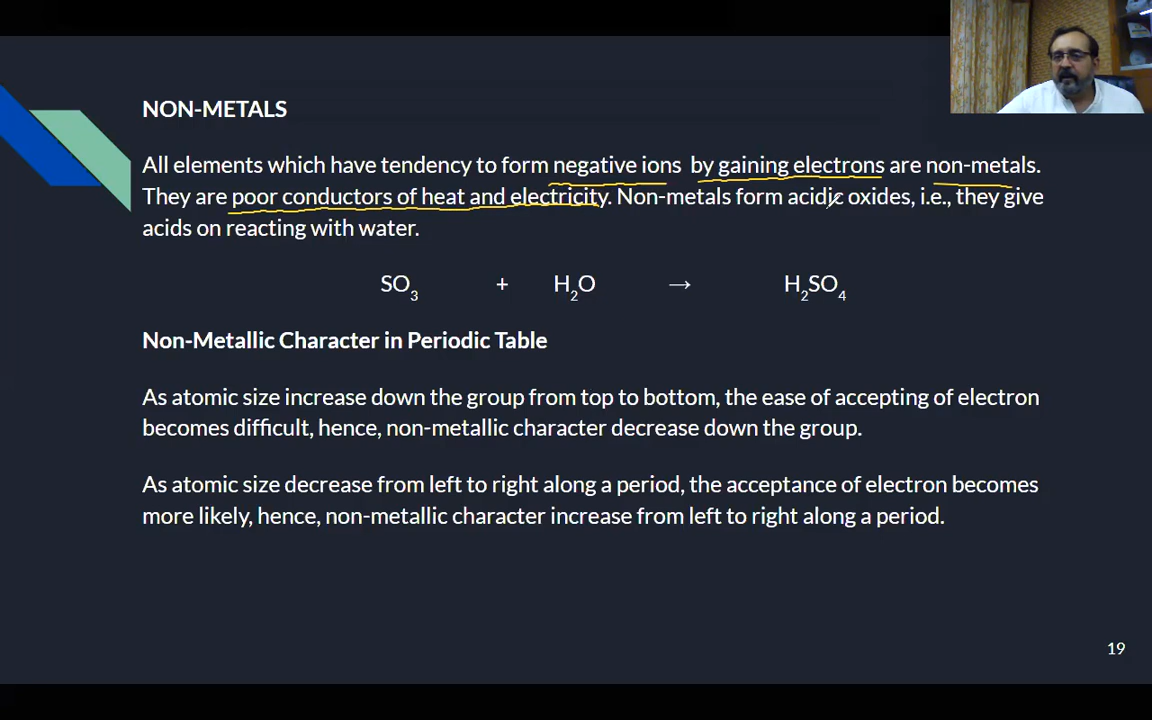 NON-METALS
All elements which have tendency to form negative ions by gaining electrons are non-metals.
They are poor conductors of heat and electricity. Non-metals form acidic oxides, i.e., they give
acids on reacting with water.
SO3 + H2O → H2SO4
Non-Metallic Character in Periodic Table
As atomic size increase down the group from top to bottom, the ease of accepting of electron
becomes difficult, hence, non-metallic character decrease down the group.
As atomic size decrease from left to right along a period, the acceptance of electron becomes
more likely, hence, non-metallic character increase from left to right along a period.
19